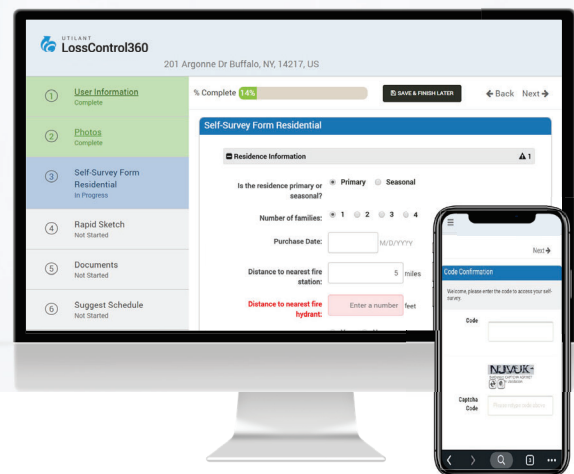 UTILANT
LossControl360
201 Argonne Dr Buffalo, NY, 14217, US
1 User Information
Complete
2 Photos
Complete
3 Self-Survey Form
Residential
In Progress
4 Rapid Sketch
Not Started
5 Documents
Not Started
6 Suggest Schedule
Not Started
% Complete 14%
SAVE & FINISH LATER
Back Next
Self-Survey Form Residential
Residence Information 1
Is the residence primary or
seasonal?
Primary Seasonal
Number of families: 1 2 3 4
Purchase Date: M/D/YYYY
Distance to nearest fire
station:
5 miles
Distance to nearest fire
hydrant:
Enter a number feet
Next
Code Confirmation
Welcome, please enter the code to access your self-
survey.
Code
Captcha
Code